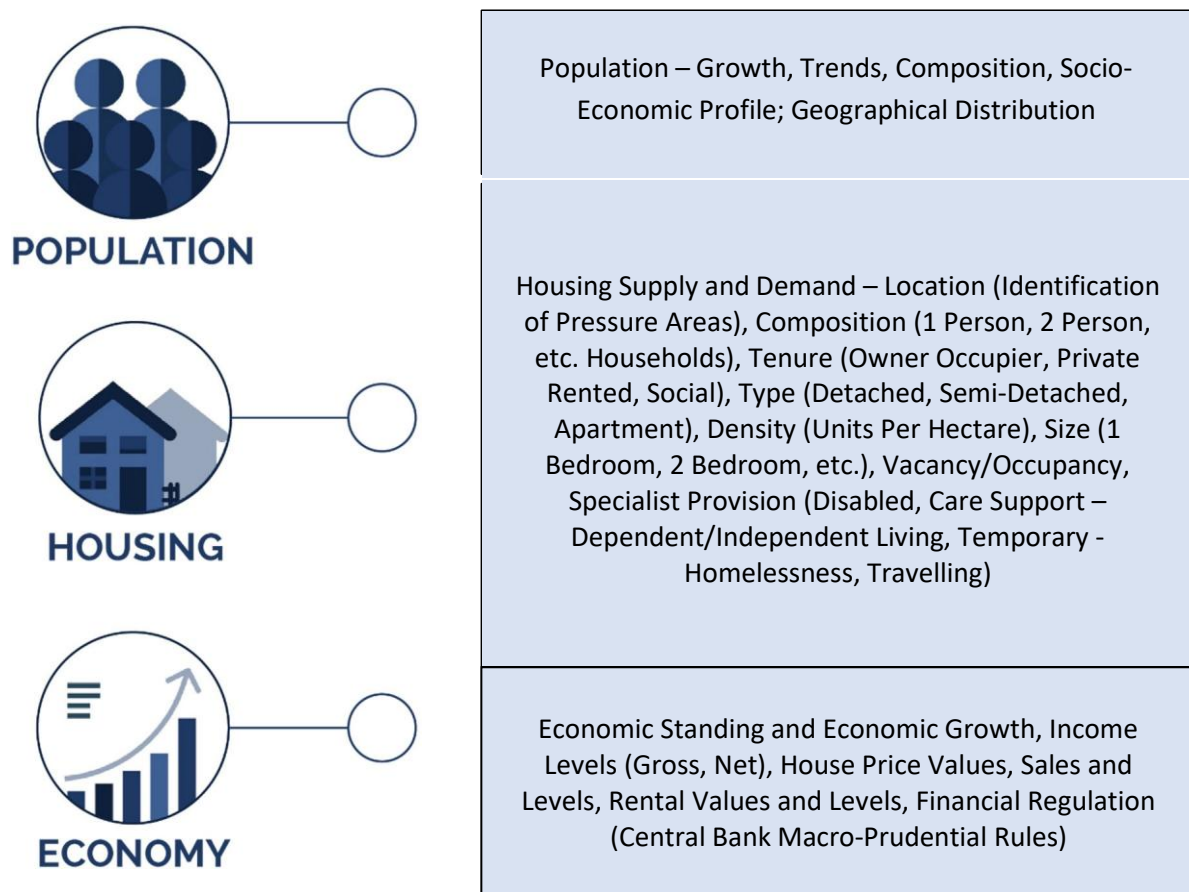 POPULATION
Population – Growth, Trends, Composition, Socio-
Economic Profile; Geographical Distribution
HOUSING
Housing Supply and Demand – Location (Identification
of Pressure Areas), Composition (1 Person, 2 Person,
etc. Households), Tenure (Owner Occupier, Private
Rented, Social), Type (Detached, Semi-Detached,
Apartment), Density (Units Per Hectare), Size (1
Bedroom, 2 Bedroom, etc.), Vacancy/Occupancy,
Specialist Provision (Disabled, Care Support –
Dependent/Independent Living, Temporary -
Homelessness, Travelling)
ECONOMY
Economic Standing and Economic Growth, Income
Levels (Gross, Net), House Price Values, Sales and
Levels, Rental Values and Levels, Financial Regulation
(Central Bank Macro-Prudential Rules)